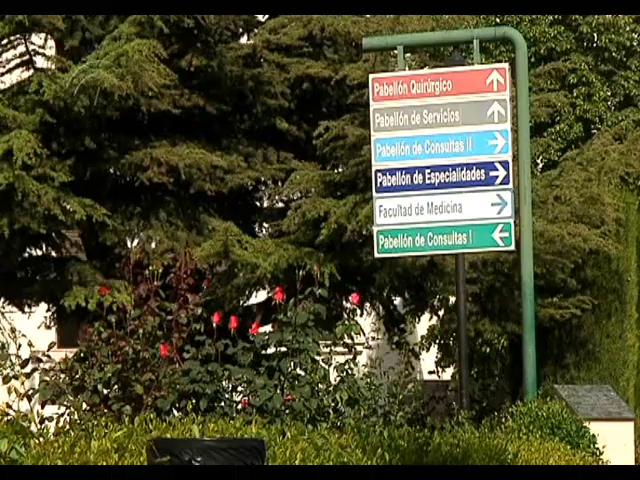 Pabellón Quirúrgico
Pabellón de Servicios
Pabellón de Consultas II
Pabellón de Especialidades
Facultad de Medicina
Pabellón de Consultas I